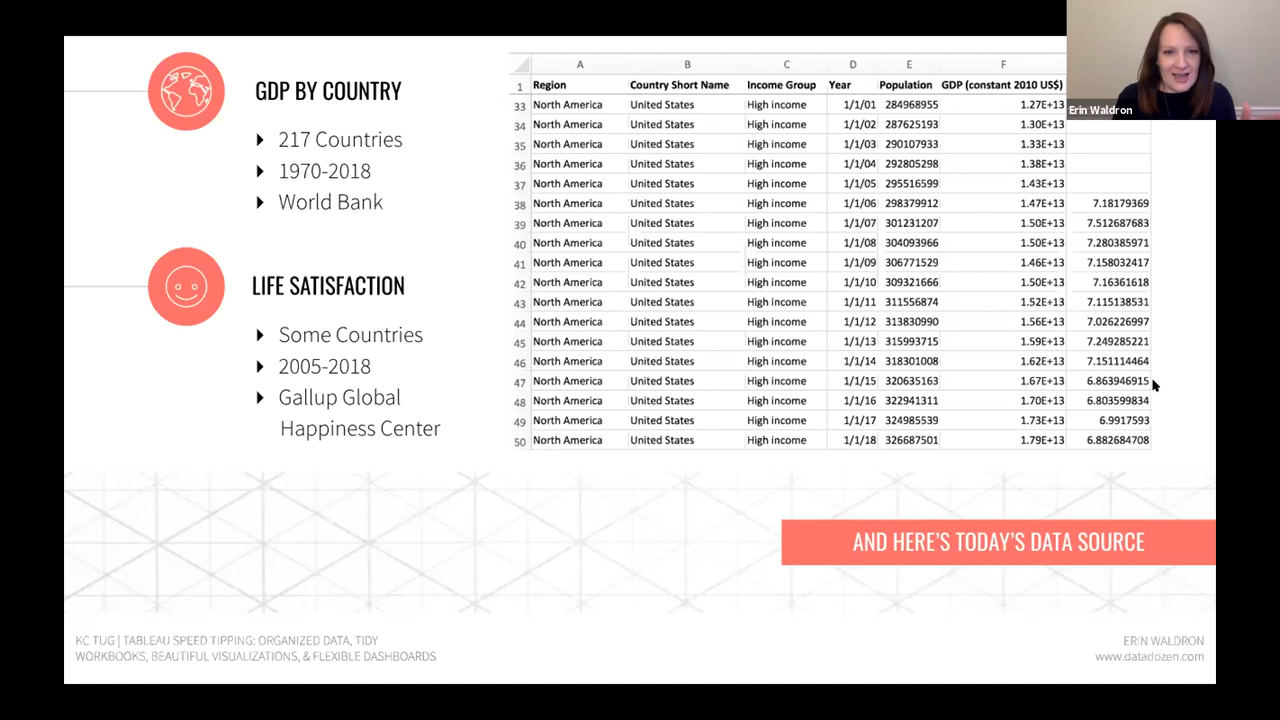 Erin Waldron
GDP BY COUNTRY
217 Countries
1970-2018
World Bank
LIFE SATISFACTION
Some Countries
2005-2018
Gallup Global
Happiness Center
A B C D E F
1 Region Country Short Name Income Group Year Population GDP (constant 2010 US$)
33 North America United States High income 1/1/01 284968955 1.27E+13
34 North America United States High income 1/1/02 287625193 1.30E+13
35 North America United States High income 1/1/03 290107933 1.33E+13
36 North America United States High income 1/1/04 292805298 1.38E+13
37 North America United States High income 1/1/05 295516599 1.43E+13
38 North America United States High income 1/1/06 298379912 1.47E+13 7.18179369
39 North America United States High income 1/1/07 301231207 1.50E+13 7.512687683
40 North America United States High income 1/1/08 304093966 1.50E+13 7.280385971
41 North America United States High income 1/1/09 306771529 1.46E+13 7.158032417
42 North America United States High income 1/1/10 309321666 1.50E+13 7.16361618
43 North America United States High income 1/1/11 311556874 1.52E+13 7.115138531
44 North America United States High income 1/1/12 313830990 1.56E+13 7.026226997
45 North America United States High income 1/1/13 315993715 1.59E+13 7.249285221
46 North America United States High income 1/1/14 318301008 1.62E+13 7.151114464
47 North America United States High income 1/1/15 320635163 1.67E+13 6.863946915
48 North America United States High income 1/1/16 322941311 1.70E+13 6.803599834
49 North America United States High income 1/1/17 324985539 1.73E+13 6.9917593
50 North America United States High income 1/1/18 326687501 1.79E+13 6.882684708
AND HERE'S TODAY'S DATA SOURCE
KC TUG | TABLEAU SPEED TIPPING: ORGANIZED DATA, TIDY
WORKBOOKS, BEAUTIFUL VISUALIZATIONS, & FLEXIBLE DASHBOARDS
ERIN WALDRON
www.datadozen.com